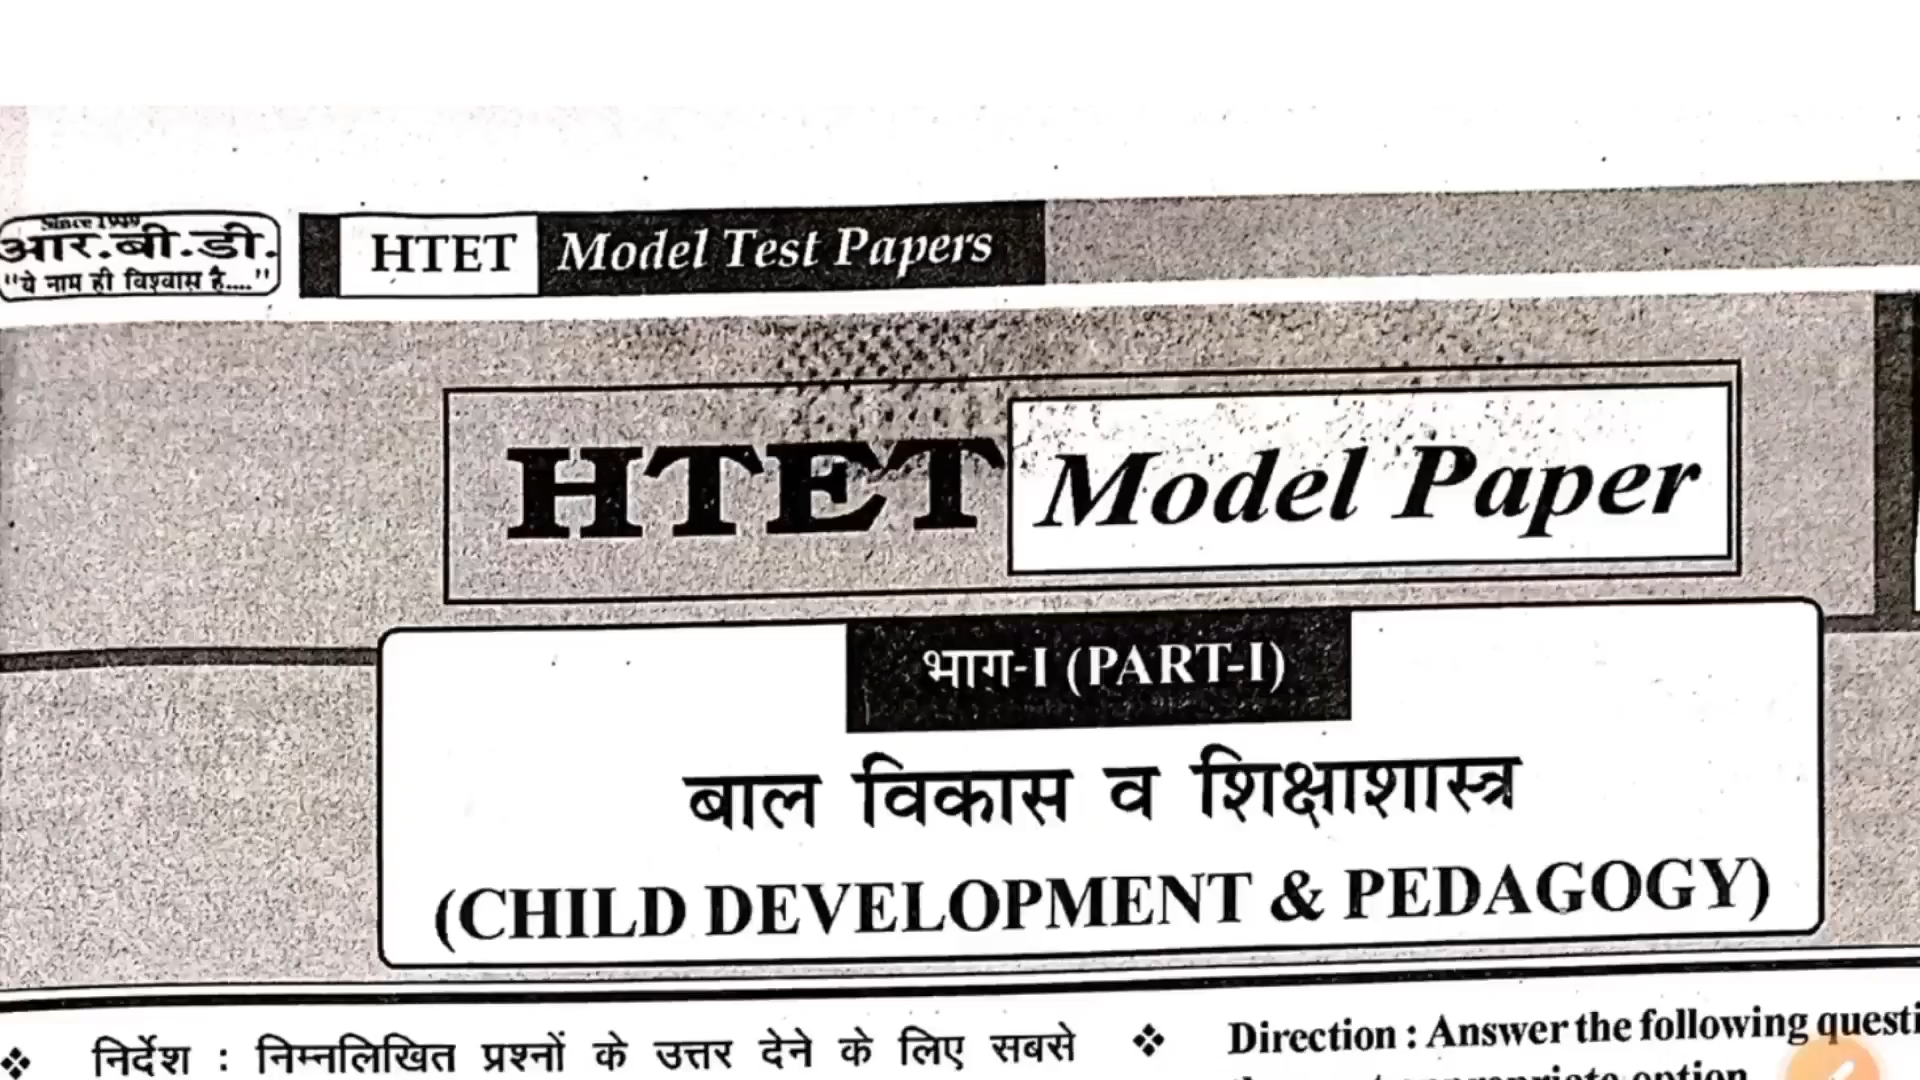 Since 1949
आर.बी.डी.
"ये नाम ही विश्वास है...."
HTET Model Test Papers
HTET Model Paper
भाग-I (PART-I)
बाल विकास व शिक्षाशास्त्र
(CHILD DEVELOPMENT & PEDAGOGY)
❖ निर्देश : निम्नलिखित प्रश्नों के उत्तर देने के लिए सबसे
❖ Direction : Answer the following
option